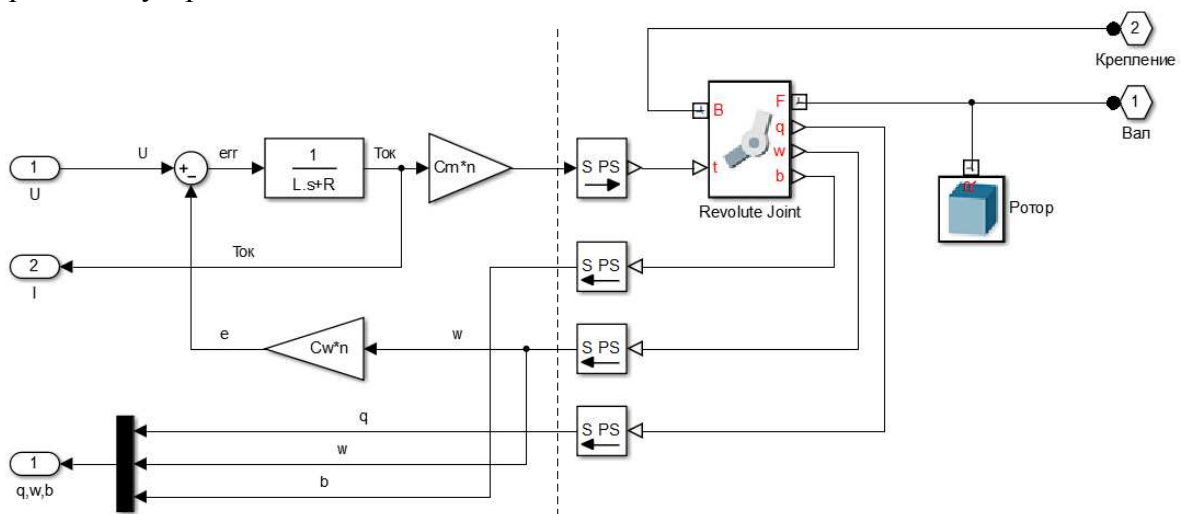 2
Крепление
B
F
q
w
b
t
Revolute Joint
1
Вал
R
Ротор
1
U
U
+
-
err
1
L.s+R
Ток
Cm*n
S PS
Ток
2
I
S PS
e
Cw*n
w
S PS
q
S PS
w
b
1
q,w,b